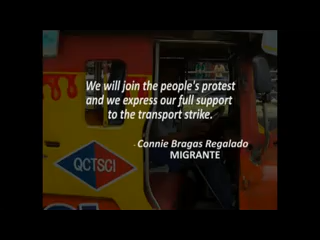 We will join the people's protest
and we express our full support
to the transport strike.
- Connie Bragas Regalado
MIGRANTE
QCTSCI